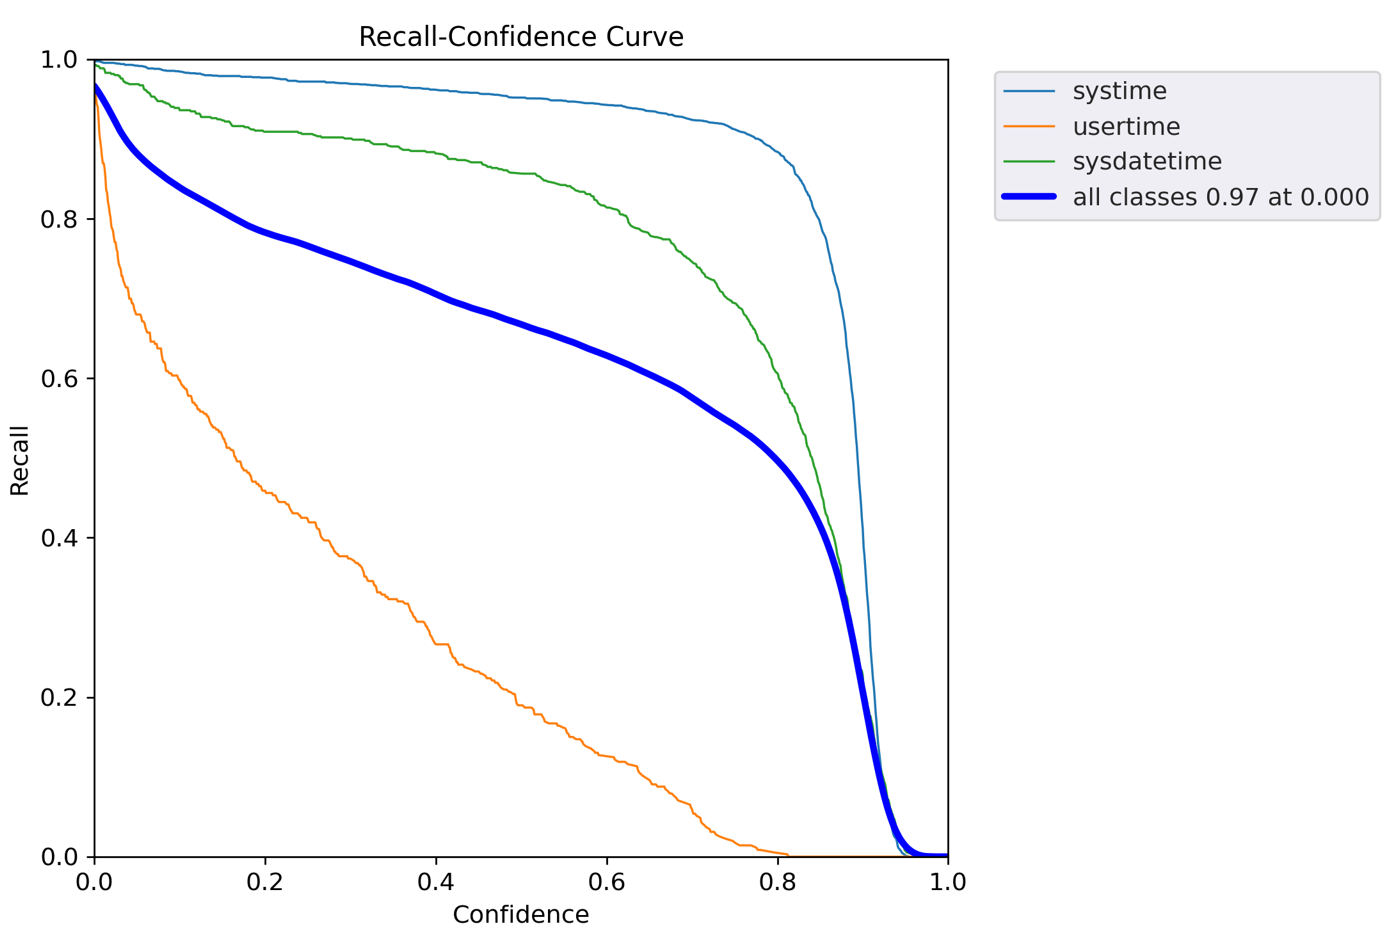 Recall-Confidence Curve
1.0
0.8
0.6
0.4
0.2
0.0
Recall
0.0 0.2 0.4 0.6 0.8 1.0
Confidence
systime
usertime
sysdatetime
all classes 0.97 at 0.000